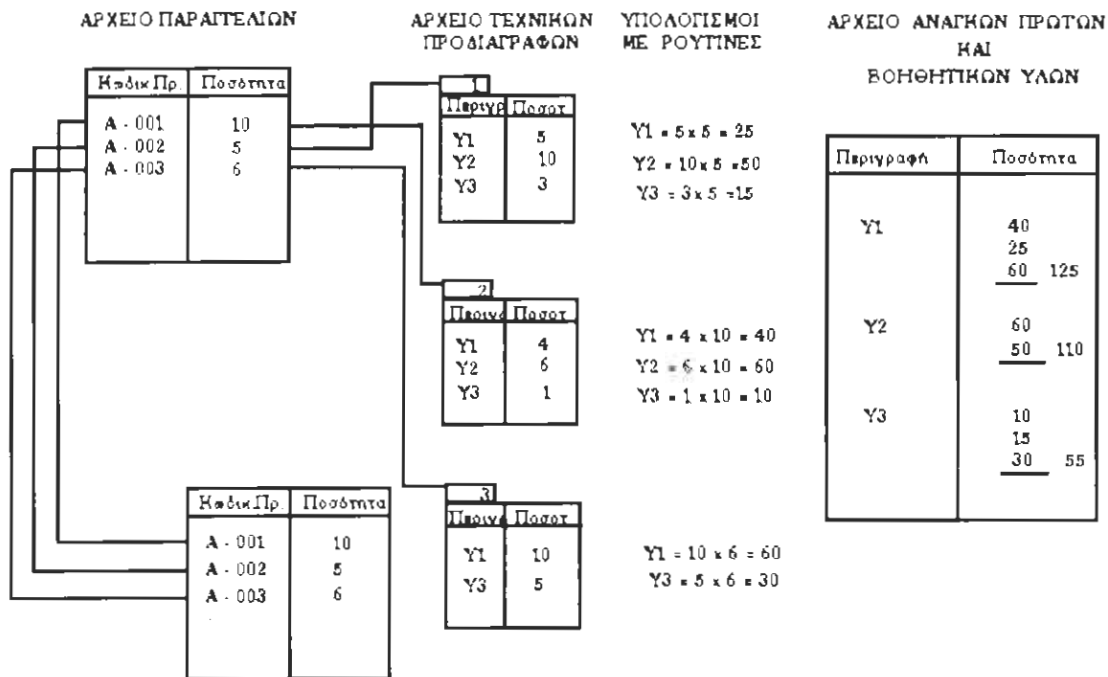 ΑΡΧΕΙΟ ΠΑΡΑΓΓΕΛΙΩΝ
Κωδικ Πρ. Ποσότητα
Α - 001 10
Α - 002 5
Α - 003 6
Κωδικ Πρ. Ποσότητα
Α - 001 10
Α - 002 5
Α - 003 6
ΑΡΧΕΙΟ ΤΕΧΝΙΚΩΝ
ΠΡΟΔΙΑΓΡΑΦΩΝ
1
Περιγρ Ποσοτ
Υ1 5
Υ2 10
Υ3 3
2
Περιγρ Ποσοτ
Υ1 4
Υ2 6
Υ3 1
3
Περιγρ Ποσοτ
Υ1 10
Υ3 5
ΥΠΟΛΟΓΙΣΜΟΙ
ΜΕ ΡΟΥΤΙΝΕΣ
Υ1 = 5 x 5 = 25
Υ2 = 10 x 5 = 50
Υ3 = 3 x 5 = 15
Υ1 = 4 x 10 = 40
Υ2 = 6 x 10 = 60
Υ3 = 1 x 10 = 10
Υ1 = 10 x 6 = 60
Υ3 = 5 x 6 = 30
ΑΡΧΕΙΟ ΑΝΑΓΚΩΝ ΠΡΩΤΩΝ
ΚΑΙ
ΒΟΗΘΗΤΙΚΩΝ ΥΛΩΝ
Περιγραφή Ποσότητα
Υ1 40
25
60 125
Υ2 60
50 110
Υ3 10
15
30 55